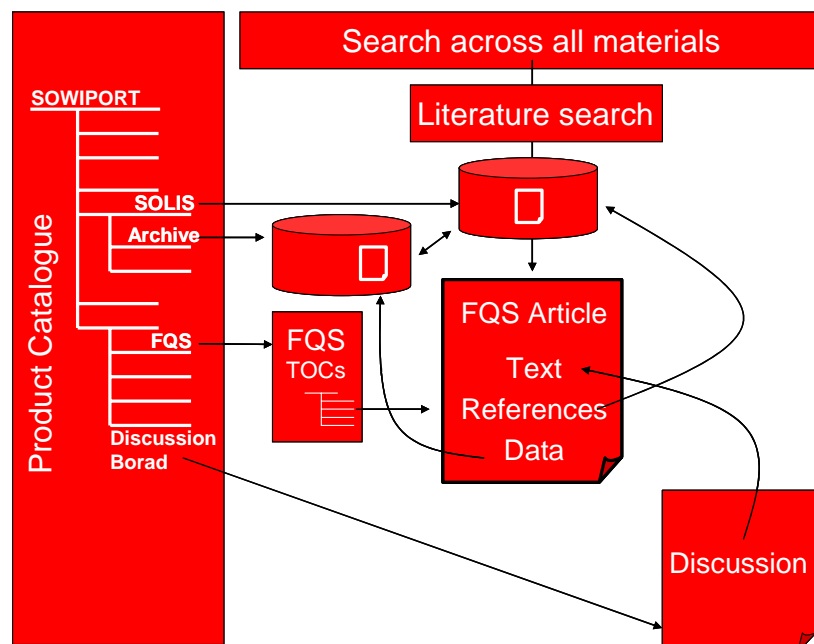 Search across all materials
Literature search
Product Catalogue
SOWIPORT
SOLIS
Archive
FQS
Discussion
Borad
FQS
TOCs
FQS Article
Text
References
Data
Discussion